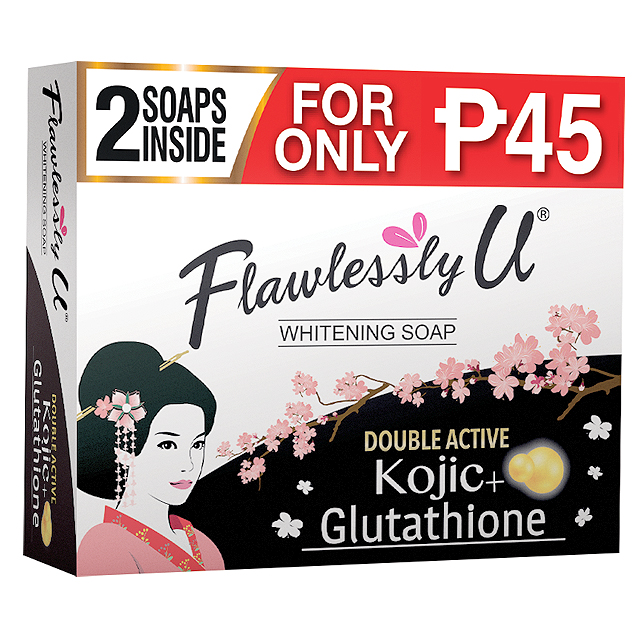 2 SOAPS INSIDE
FOR ONLY
₱45
Flawlessly U®
WHITENING SOAP
DOUBLE ACTIVE
Kojic+
Glutathione
Flawlessly U®
WHITENING SOAP
DOUBLE ACTIVE
Kojic+
Glutathione